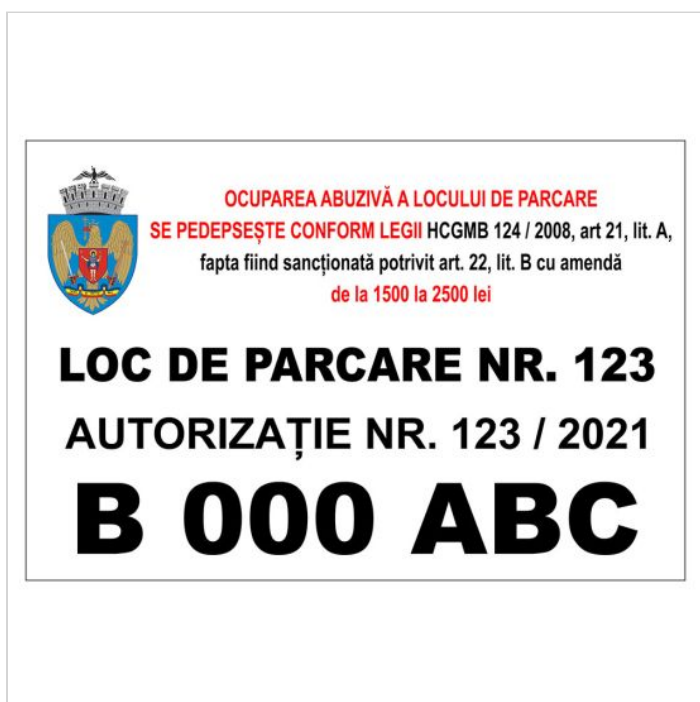 OCUPAREA ABUZIVĂ A LOCULUI DE PARCARE
SE PEDEPSEȘTE CONFORM LEGII HCGMB 124 / 2008, art 21, lit. A,
fapta fiind sancționată potrivit art. 22, lit. B cu amendă
de la 1500 la 2500 lei
LOC DE PARCARE NR. 123
AUTORIZAȚIE NR. 123 / 2021
B 000 ABC